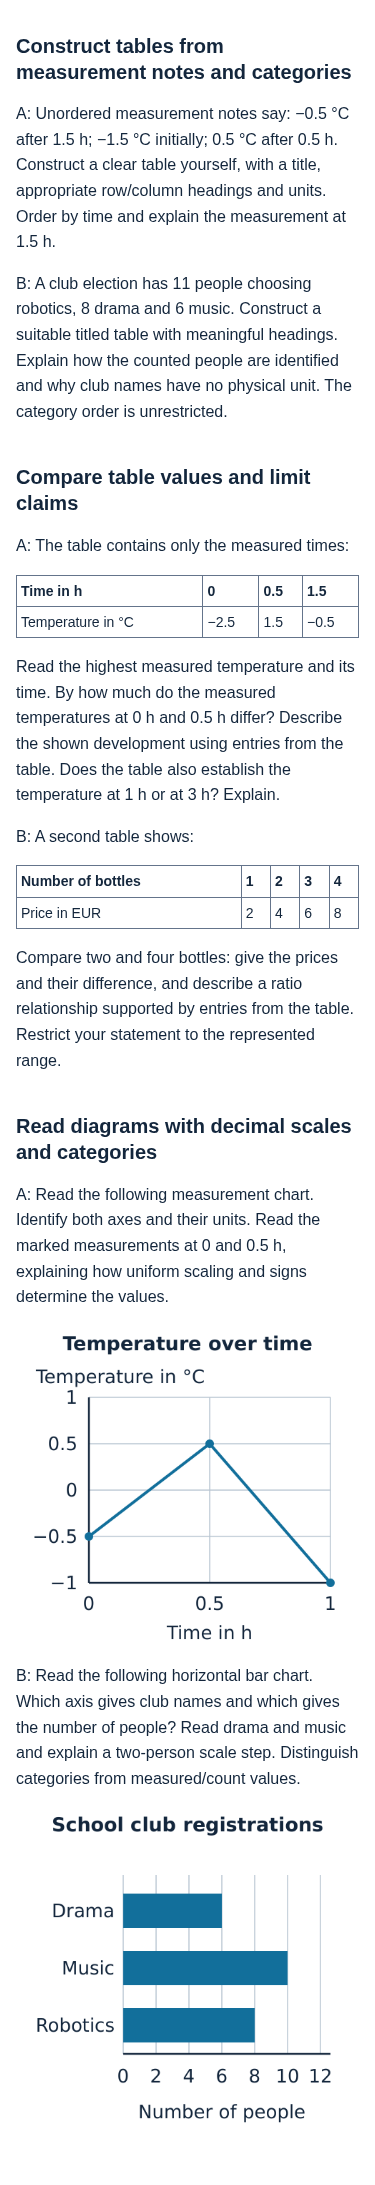 Construct tables from
measurement notes and categories
A: Unordered measurement notes say: −0.5 °C
after 1.5 h; −1.5 °C initially; 0.5 °C after 0.5 h.
Construct a clear table yourself, with a title,
appropriate row/column headings and units.
Order by time and explain the measurement at
1.5 h.
B: A club election has 11 people choosing
robotics, 8 drama and 6 music. Construct a
suitable titled table with meaningful headings.
Explain how the counted people are identified
and why club names have no physical unit. The
category order is unrestricted.
Compare table values and limit
claims
A: The table contains only the measured times:
Time in h 0 0.5 1.5
Temperature in °C −2.5 1.5 −0.5
Read the highest measured temperature and its
time. By how much do the measured
temperatures at 0 h and 0.5 h differ? Describe
the shown development using entries from the
table. Does the table also establish the
temperature at 1 h or at 3 h? Explain.
B: A second table shows:
Number of bottles 1 2 3 4
Price in EUR 2 4 6 8
Compare two and four bottles: give the prices
and their difference, and describe a ratio
relationship supported by entries from the table.
Restrict your statement to the represented
range.
Read diagrams with decimal scales
and categories
A: Read the following measurement chart.
Identify both axes and their units. Read the
marked measurements at 0 and 0.5 h,
explaining how uniform scaling and signs
determine the values.
Temperature over time
Temperature in °C
1
0.5
0
−0.5
−1
0 0.5 1
Time in h
B: Read the following horizontal bar chart.
Which axis gives club names and which gives
the number of people? Read drama and music
and explain a two-person scale step. Distinguish
categories from measured/count values.
School club registrations
Drama
Music
Robotics
0 2 4 6 8 10 12
Number of people